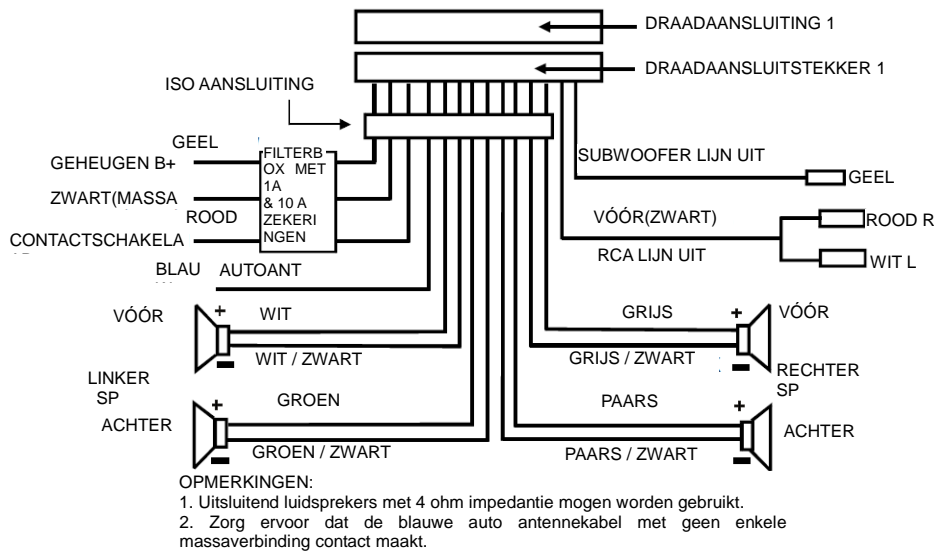 DRAADAANSLUITING 1
DRAADAANSLUITSTEKKER 1
ISO AANSLUITING
GEEL
GEHEUGEN B+
FILTERB
OX MET
1A
& 10 A
ZEKERI
NGEN
ZWART(MASSA
ROOD
CONTACTSCHAKELA
BLAU
AUTOANT
SUBWOOFER LIJN UIT
GEEL
VÓÓR(ZWART)
ROOD R
RCA LIJN UIT
WIT L
VÓÓR
+
WIT
WIT / ZWART
GRIJS
+
VÓÓR
GRIJS / ZWART
LINKER
SP
RECHTER
SP
ACHTER
+
GROEN
GROEN / ZWART
PAARS
+
ACHTER
PAARS / ZWART
OPMERKINGEN:
1. Uitsluitend luidsprekers met 4 ohm impedantie mogen worden gebruikt.
2. Zorg ervoor dat de blauwe auto antennekabel met geen enkele
massaverbinding contact maakt.